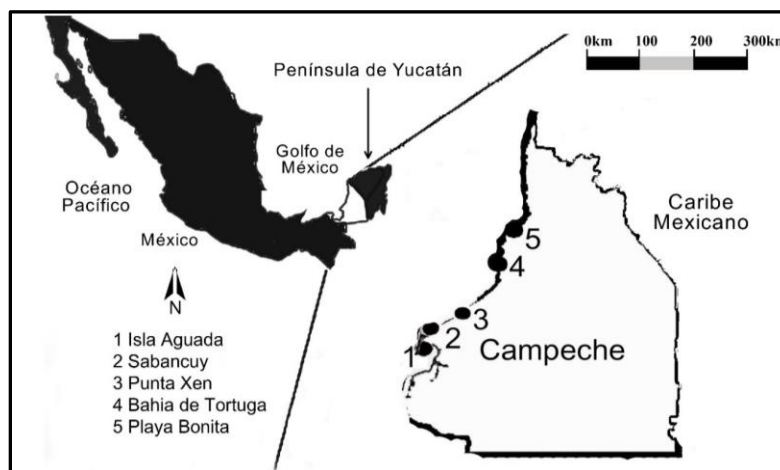 0km 100 200 300km
Península de Yucatán
Golfo de
México
Océano
Pacífico
México
Caribe
Mexicano
N
1 Isla Aguada
2 Sabancuy
3 Punta Xen
4 Bahia de Tortuga
5 Playa Bonita
5
4
3
2
1
Campeche